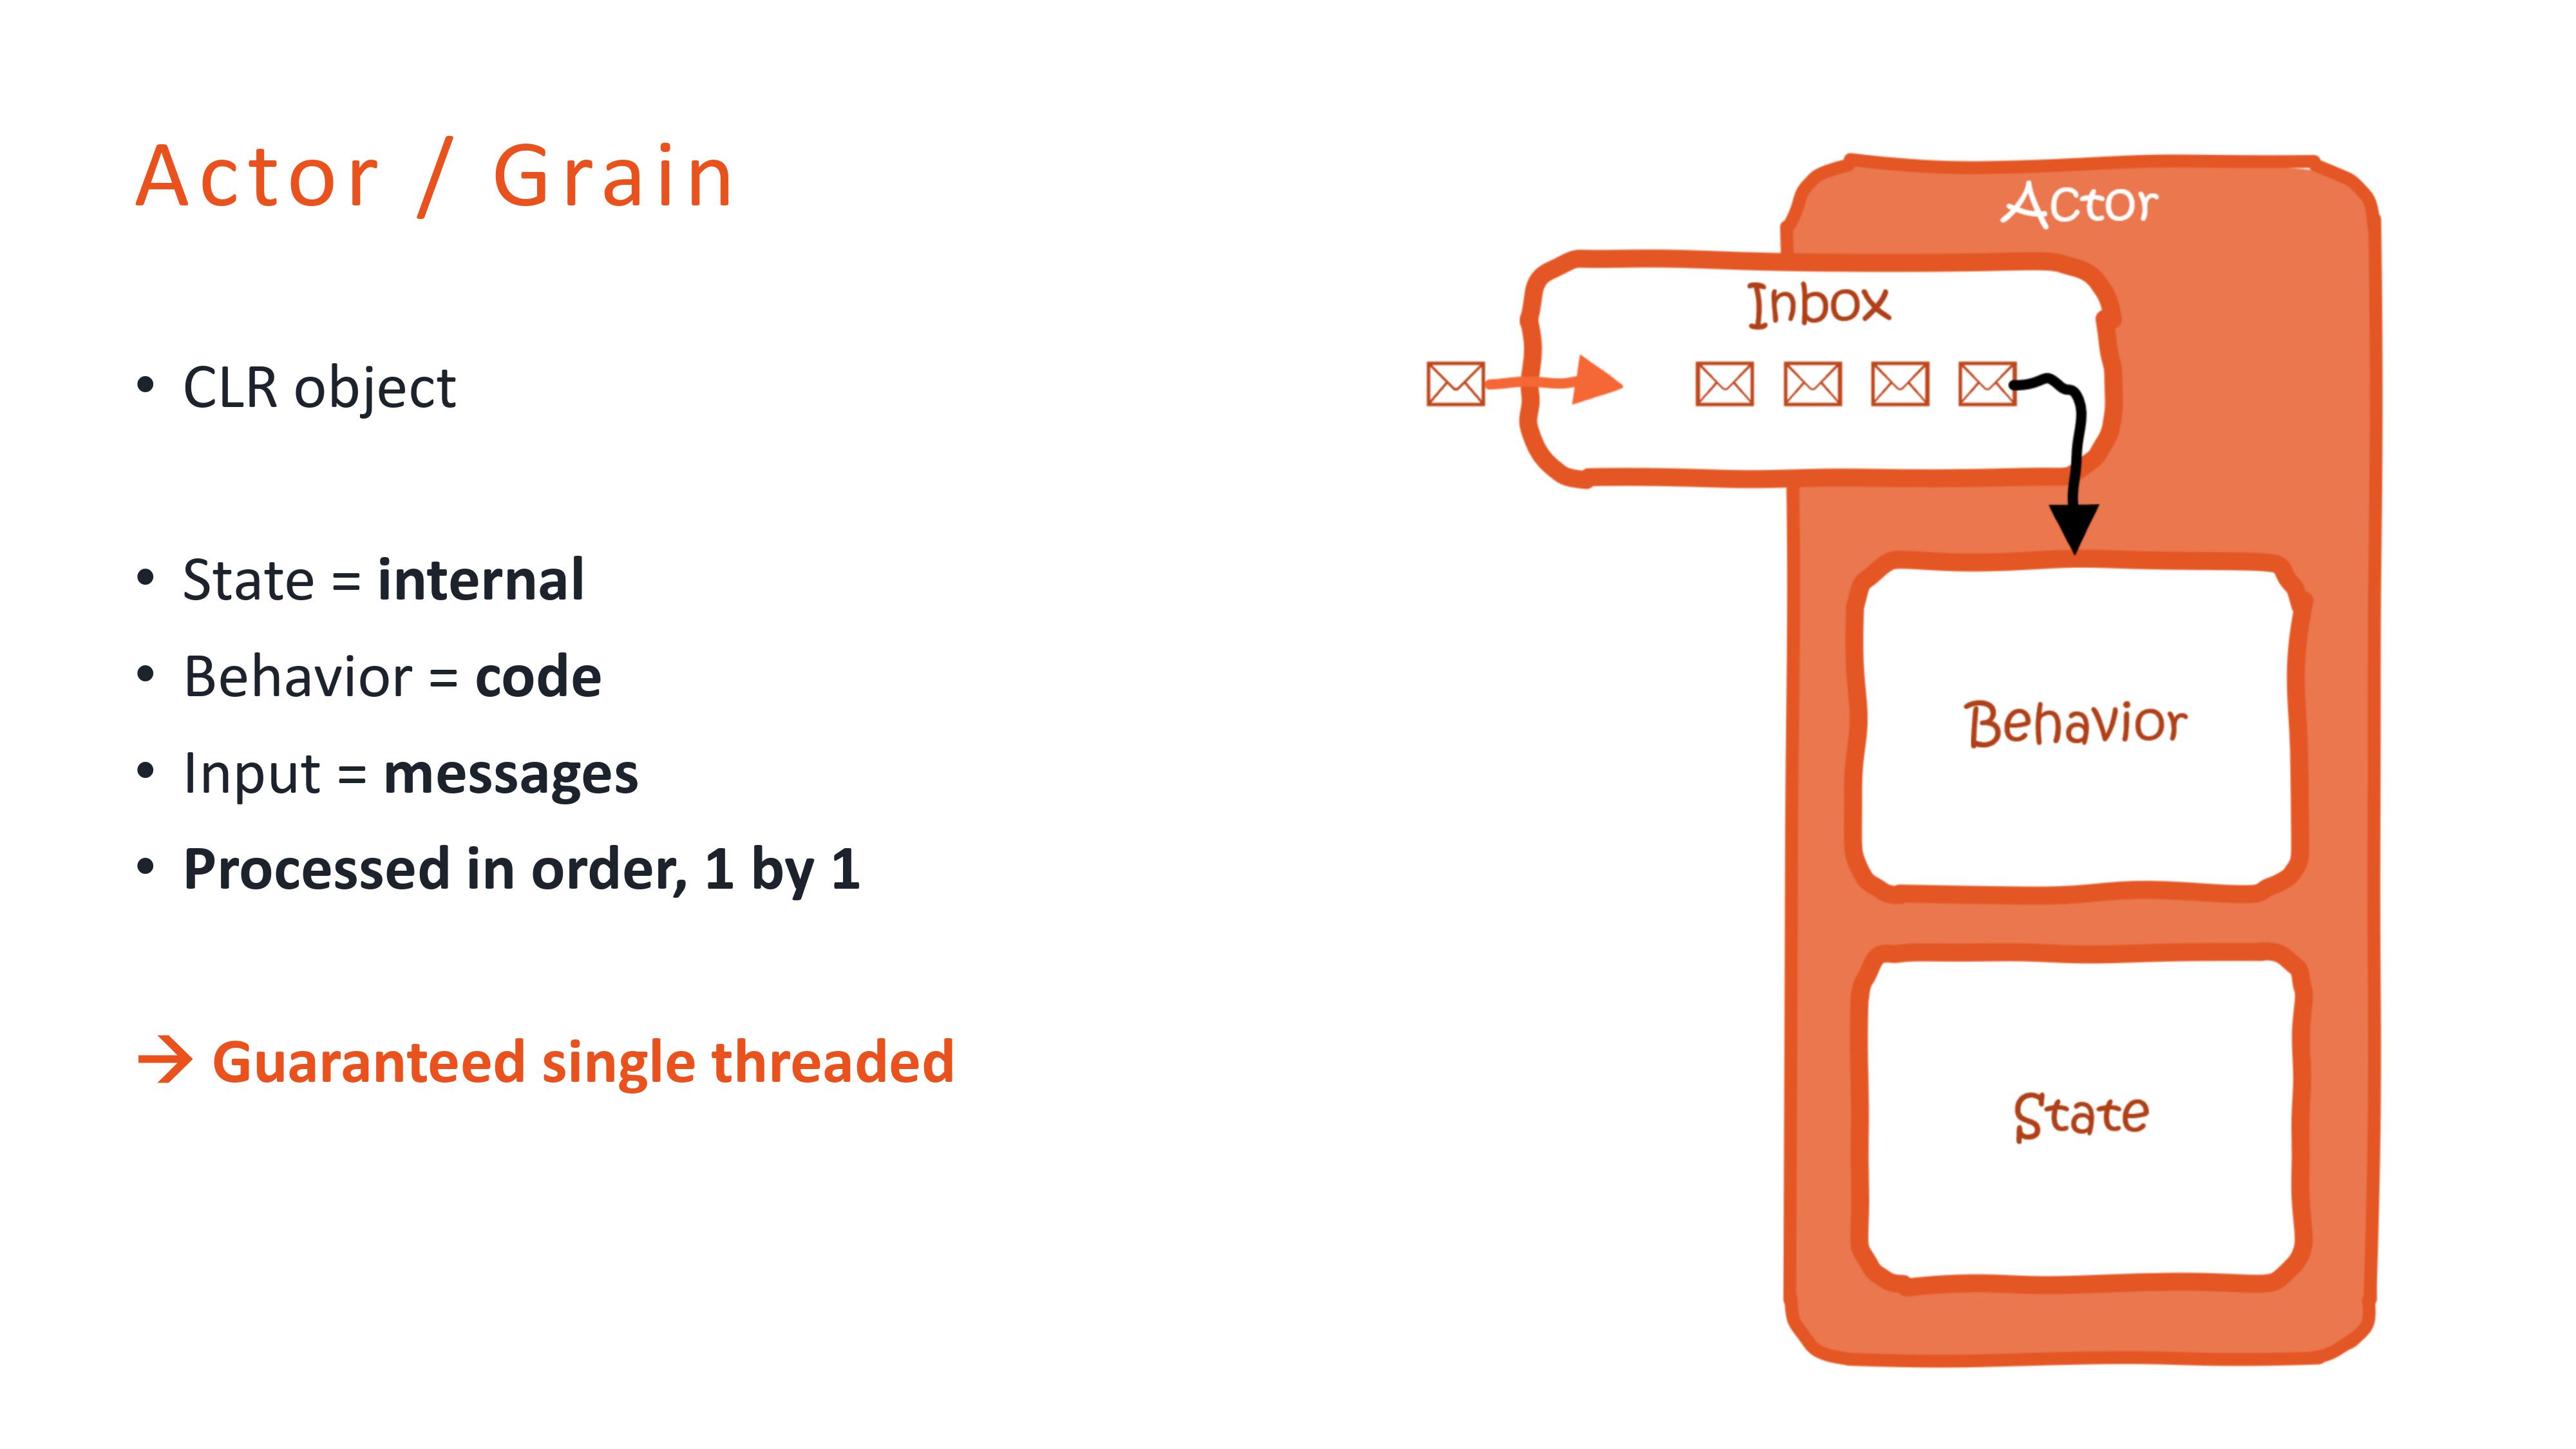 Actor / Grain
• CLR object
• State = internal
• Behavior = code
• Input = messages
• Processed in order, 1 by 1
→ Guaranteed single threaded
Actor
Inbox
Behavior
State